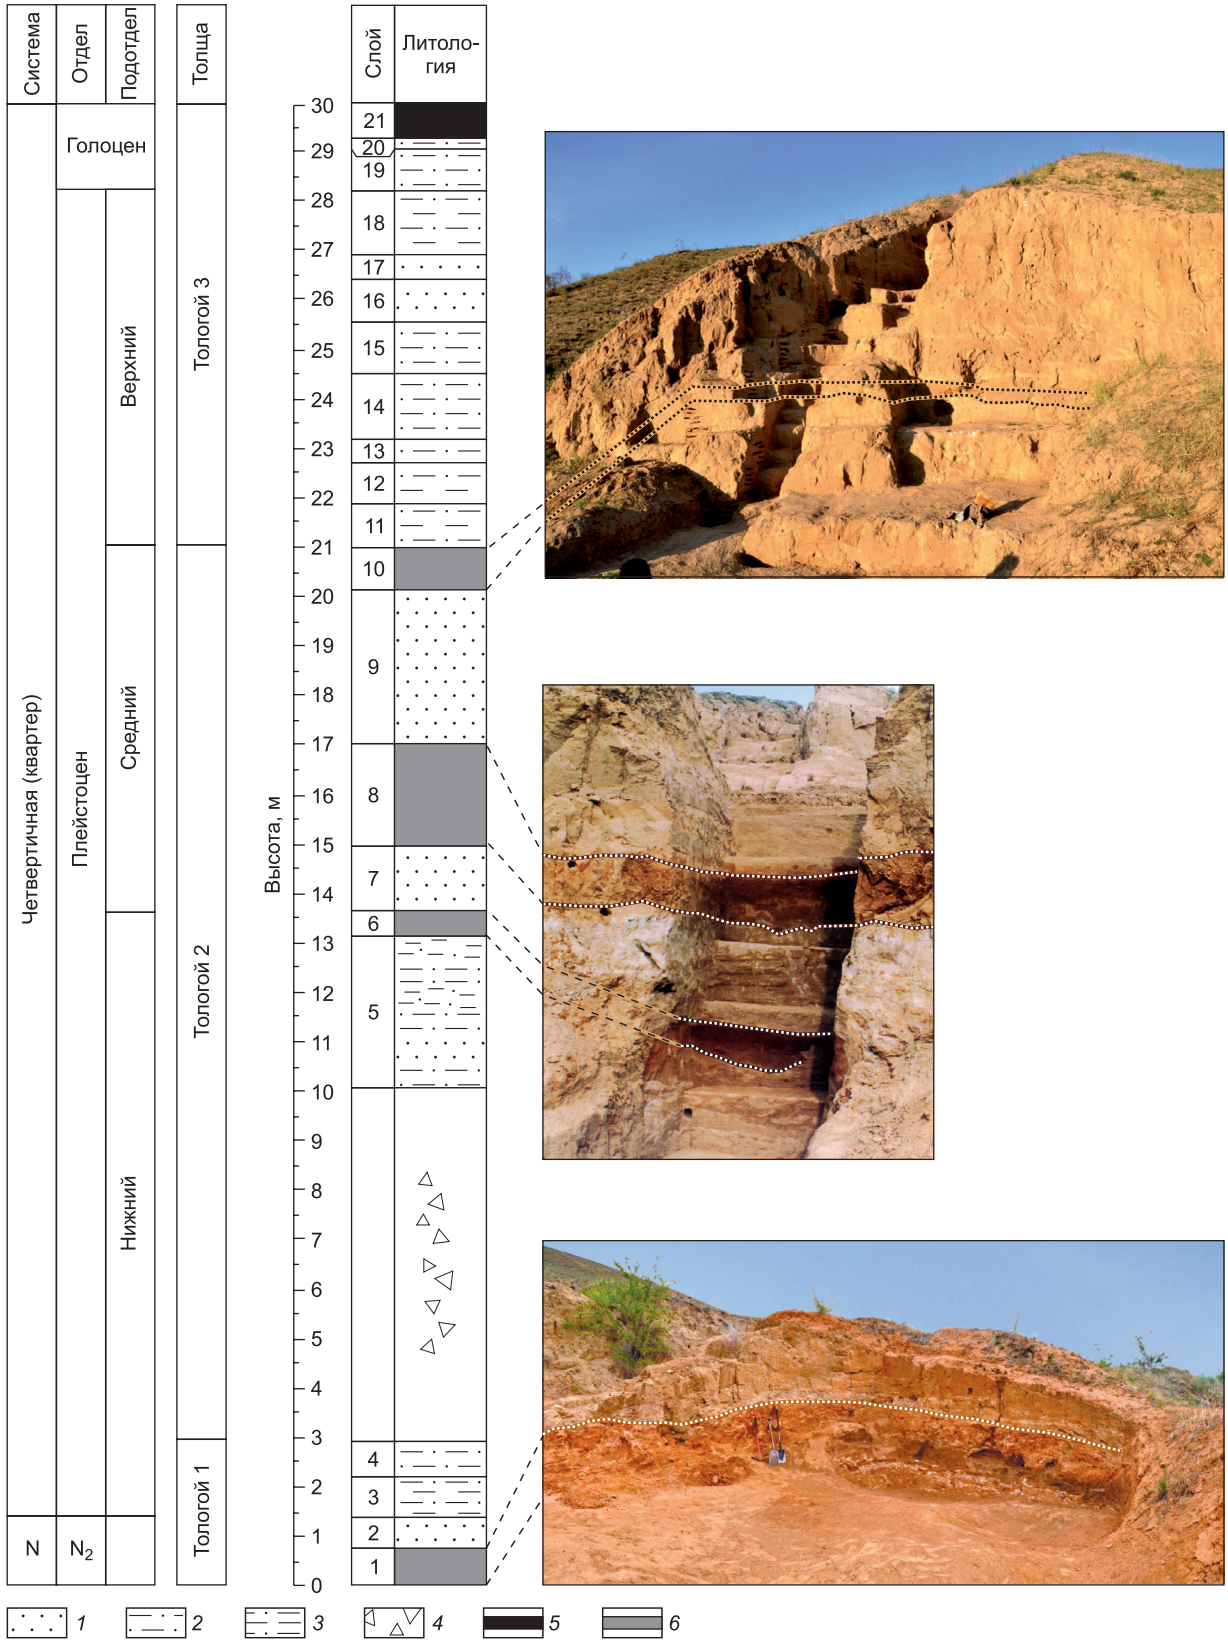 Система
Отдел
Подотдел
Толща
Слой
Литоло-
гия
Четвертичная (квартер)
Голоцен
Плейстоцен
Верхний
Средний
Нижний
N
N₂
Тологой 3
Тологой 2
Тологой 1
Высота, м
30
29
28
27
26
25
24
23
22
21
20
19
18
17
16
15
14
13
12
11
10
9
8
7
6
5
4
3
2
1
0
21
20
19
18
17
16
15
14
13
12
11
10
9
8
7
6
5
4
3
2
1
1 2 3 4 5 6